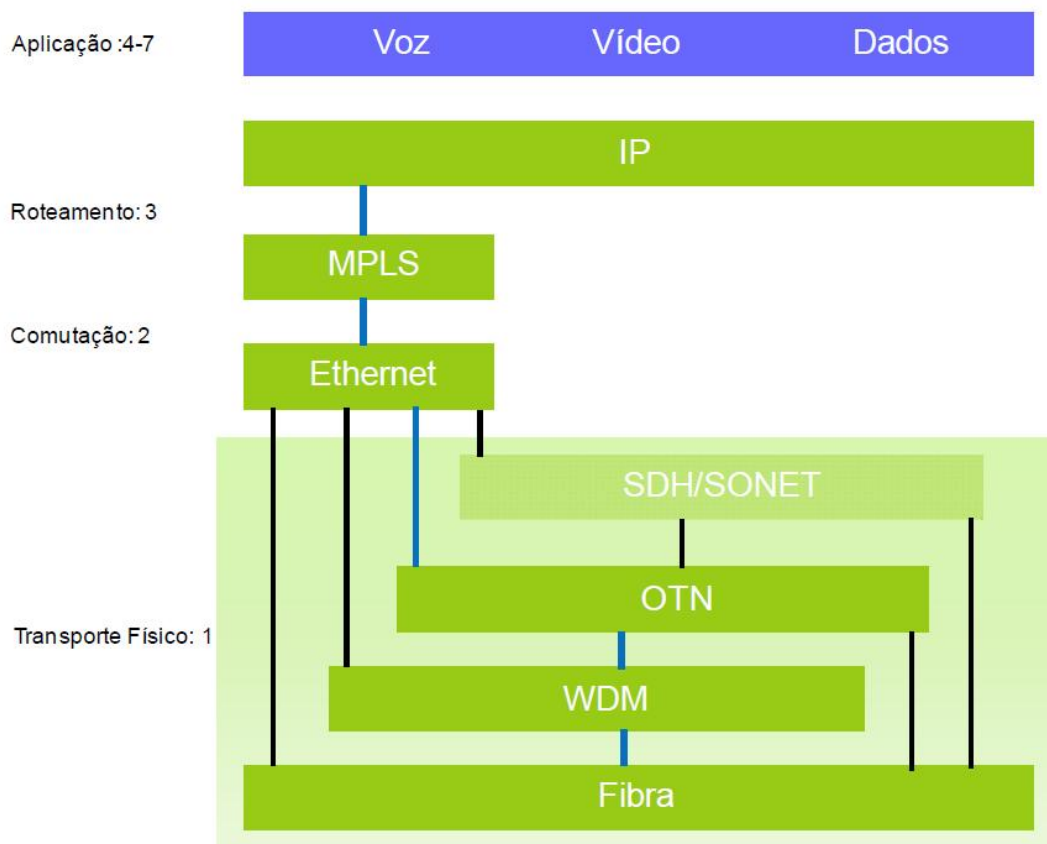 Aplicação :4-7
Voz Vídeo Dados
IP
Roteamento: 3
MPLS
Comutação: 2
Ethernet
SDH/SONET
OTN
Transporte Físico: 1
WDM
Fibra